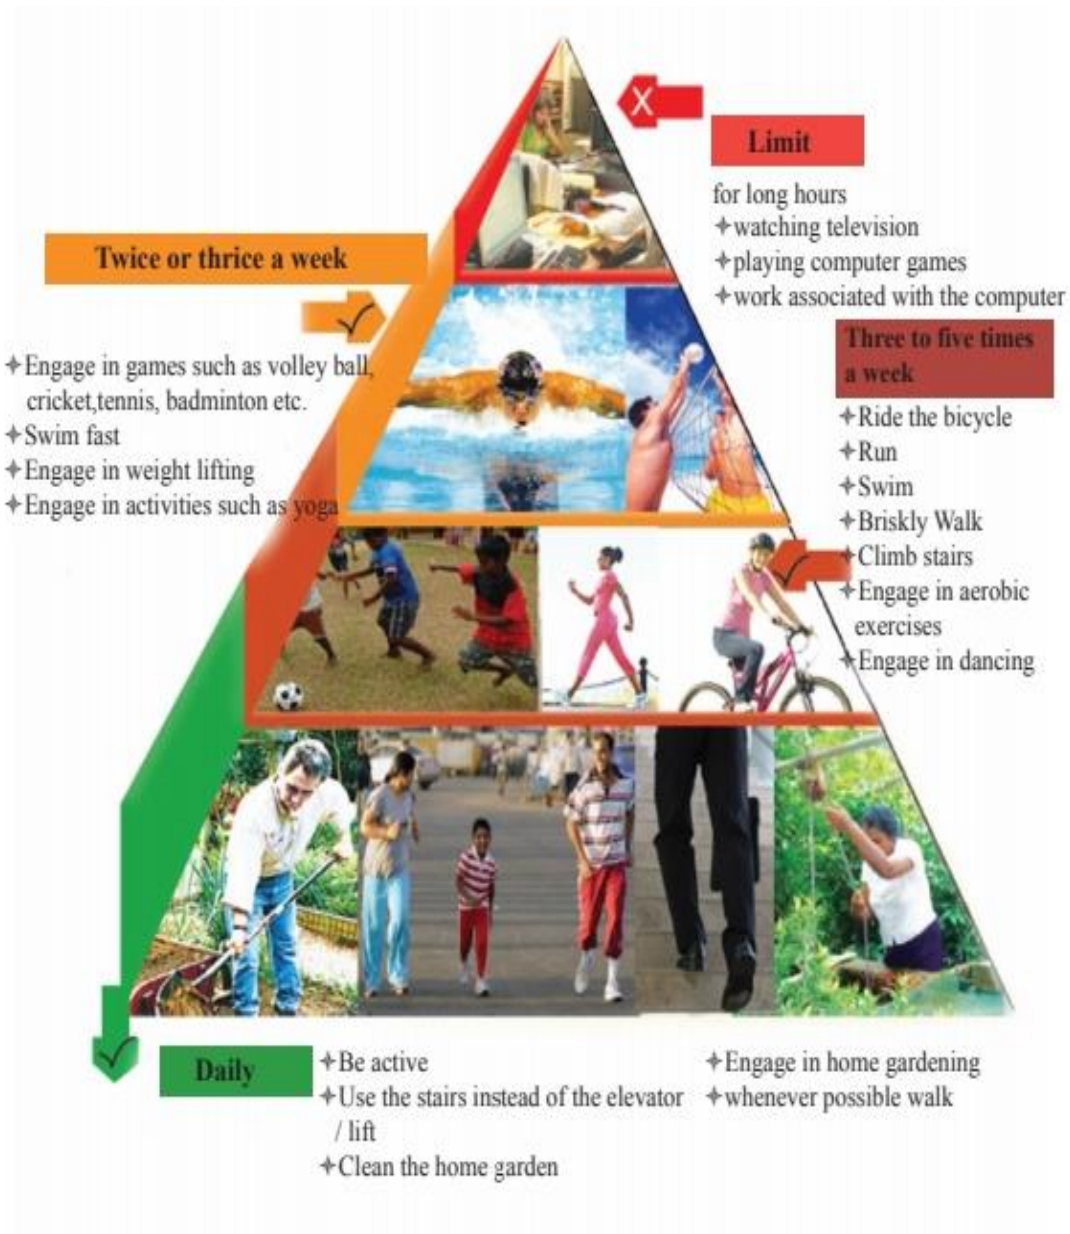 X
Limit
for long hours
✦watching television
✦playing computer games
✦work associated with the computer
Twice or thrice a week
✦Engage in games such as volley ball,
cricket,tennis, badminton etc.
✦Swim fast
✦Engage in weight lifting
✦Engage in activities such as yoga
Three to five times
a week
✦Ride the bicycle
✦Run
✦Swim
✦Briskly Walk
✦Climb stairs
✦Engage in aerobic
exercises
✦Engage in dancing
Daily
✦Be active
✦Use the stairs instead of the elevator
/ lift
✦Clean the home garden
✦Engage in home gardening
✦whenever possible walk